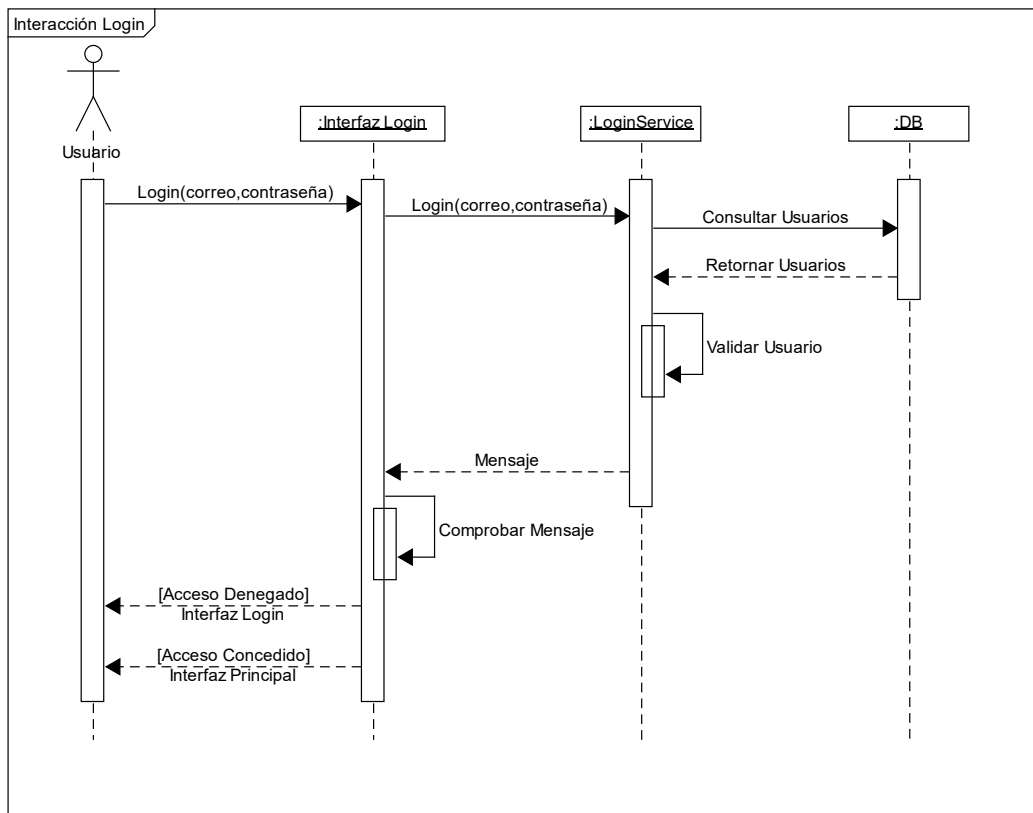 Interacción Login
Usuario
:Interfaz Login
:LoginService
:DB
Login(correo,contraseña)
Login(correo,contraseña)
Consultar Usuarios
Retornar Usuarios
Validar Usuario
Mensaje
Comprobar Mensaje
[Acceso Denegado]
Interfaz Login
[Acceso Concedido]
Interfaz Principal